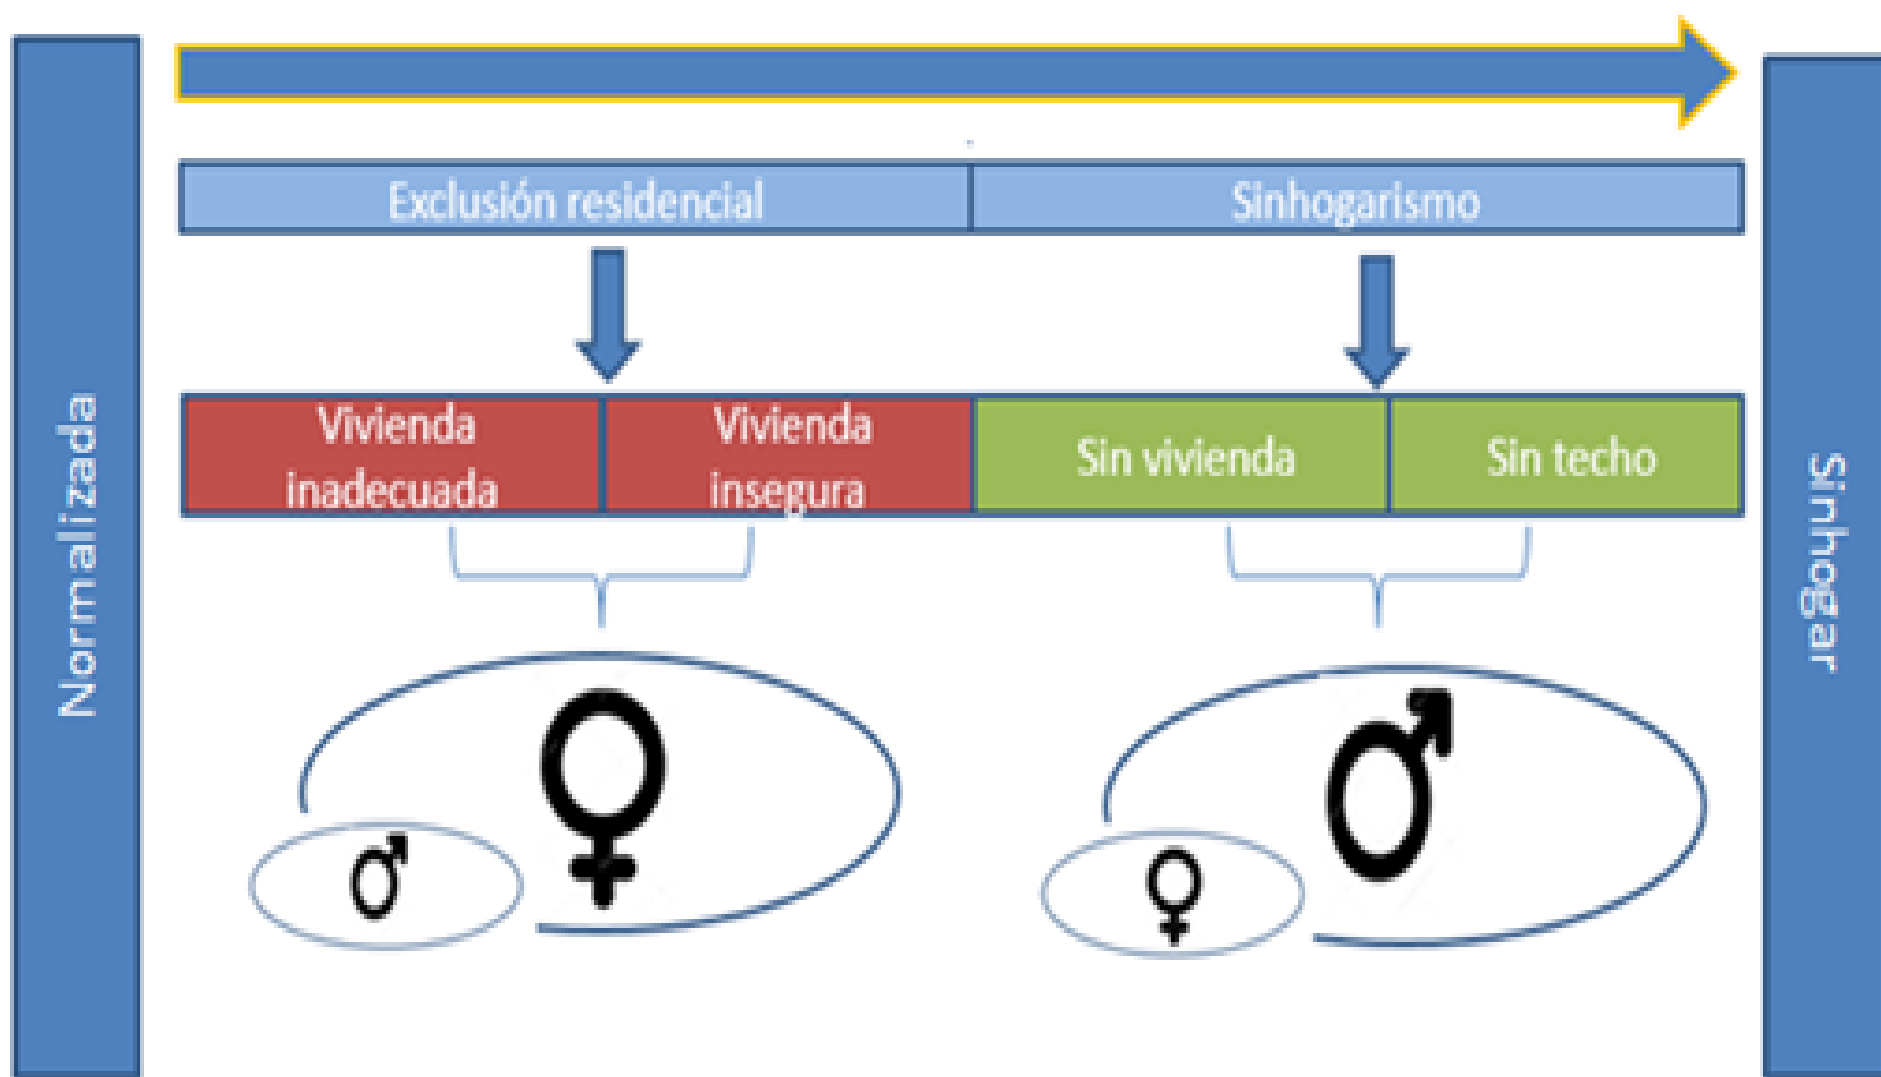 Normalizada
Exclusión residencial
Sinhogarismo
Vivienda
inadecuada
Vivienda
insegura
Sin vivienda
Sin techo
Sinhogar